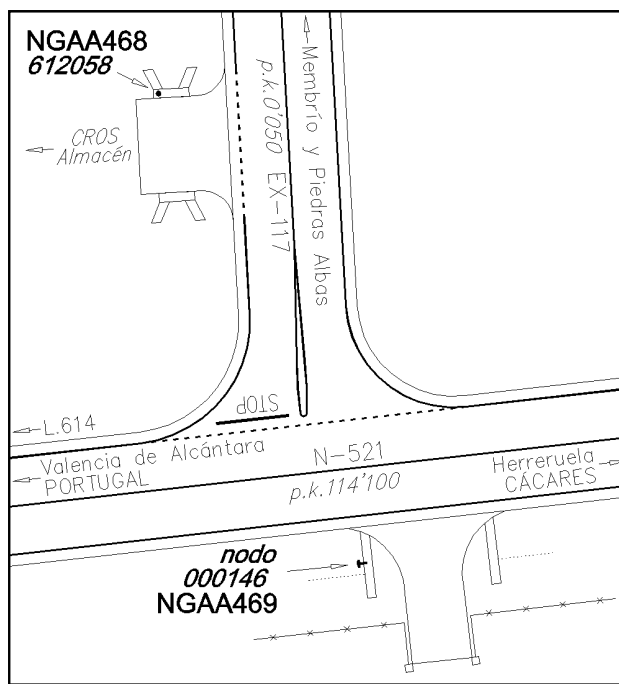 NGAA468
612058
CROS
Almacén
p.k.0'050 EX-117
Membrío y Piedras Albas
STOP
L.614
Valencia de Alcántara
PORTUGAL
N-521
p.k.114'100
Herreruela
CÁCARES
nodo
000146
NGAA469